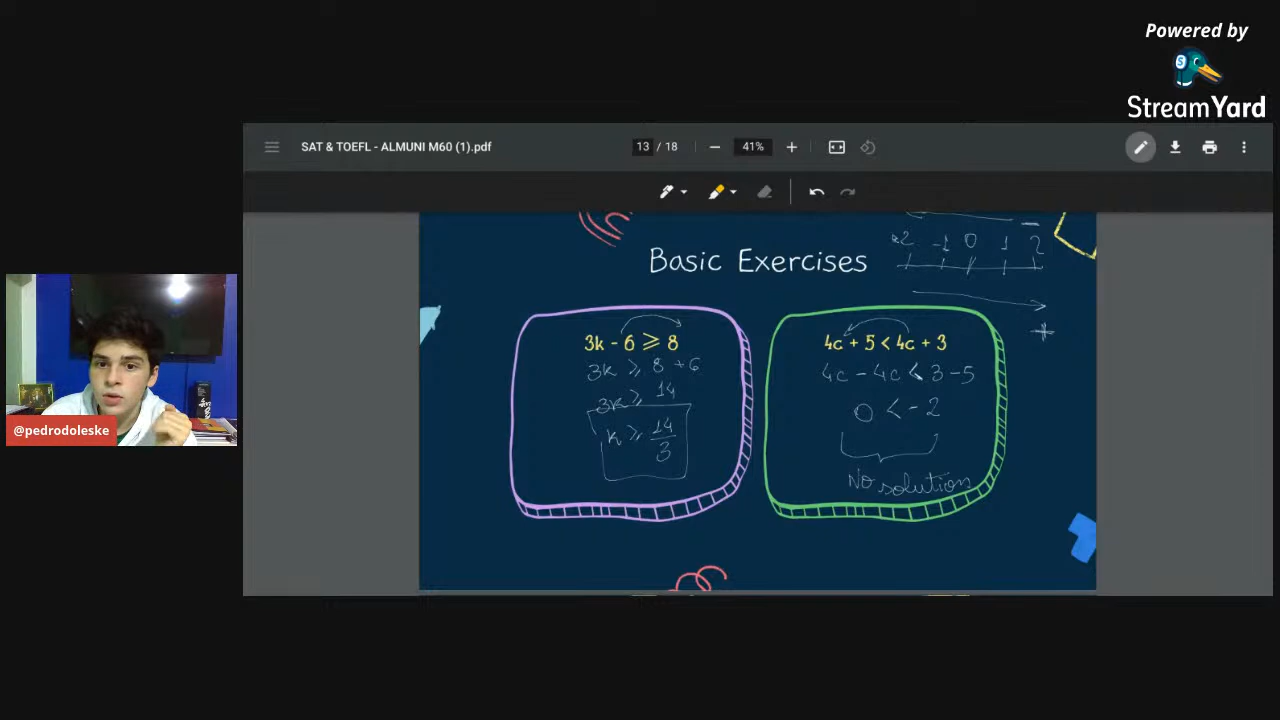 Powered by
StreamYard
SAT & TOEFL - ALMUNI M60 (1).pdf
13 / 18
41%
-2 -1 0 1 2
Basic Exercises
+
3k - 6 ⩾ 8
3k ⩾ 8 +6
3k ⩾ 14
k ⩾ 14/3
4c + 5 < 4c + 3
4c - 4c < 3 - 5
0 < - 2
No solution
@pedrodoleske